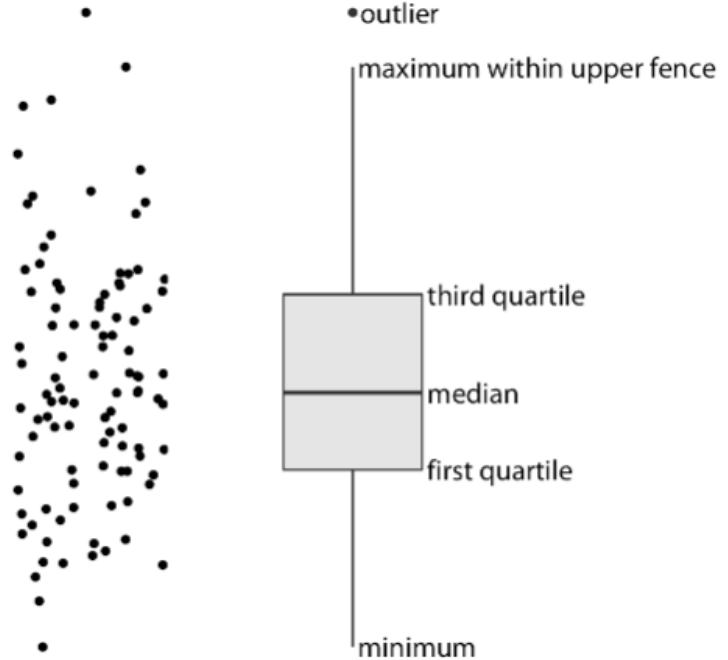 outlier
maximum within upper fence
third quartile
median
first quartile
minimum